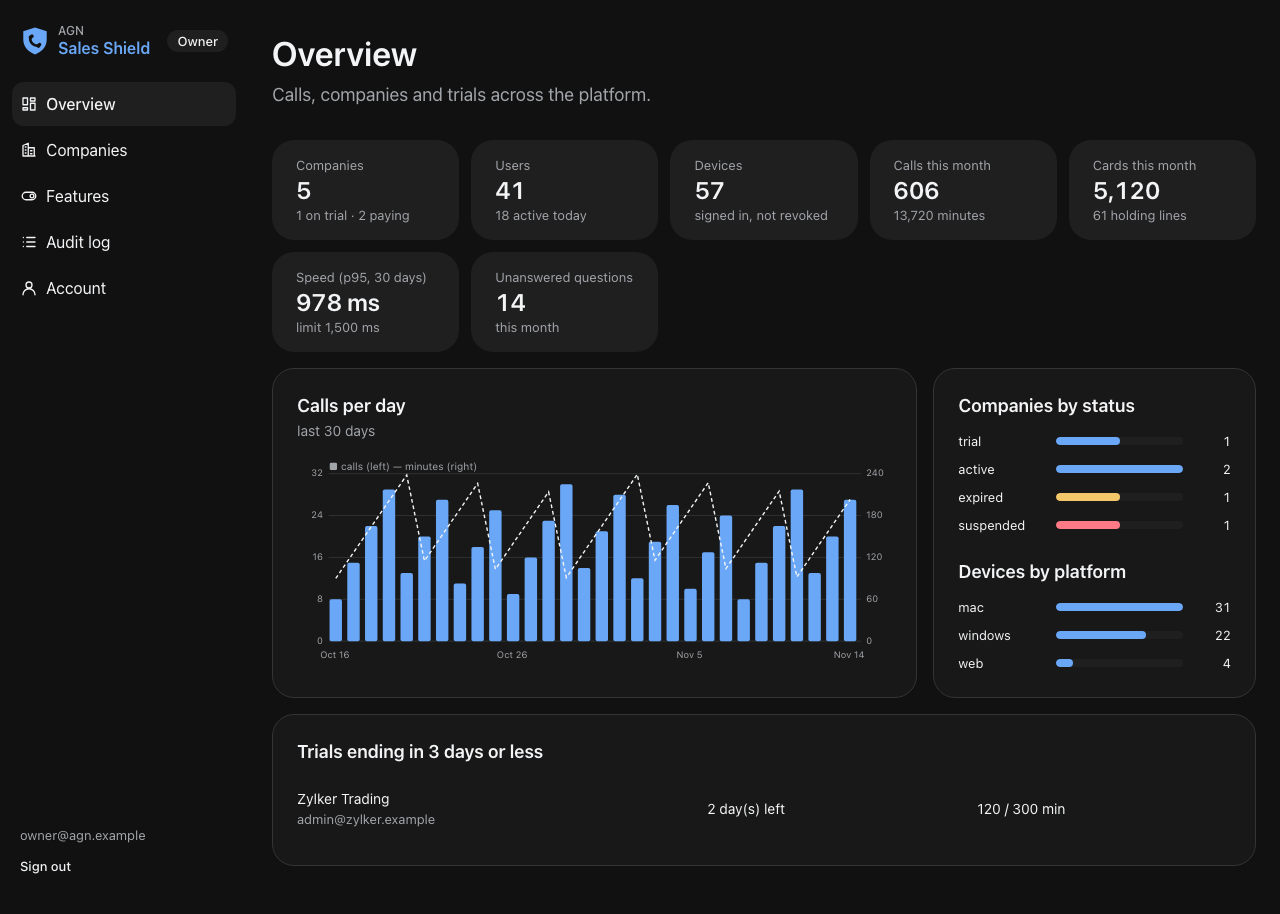 AGN
Sales Shield
Owner
Overview
Companies
Features
Audit log
Account
owner@agn.example
Sign out
Overview
Calls, companies and trials across the platform.
Companies
5
1 on trial · 2 paying
Users
41
18 active today
Devices
57
signed in, not revoked
Calls this month
606
13,720 minutes
Cards this month
5,120
61 holding lines
Speed (p95, 30 days)
978 ms
limit 1,500 ms
Unanswered questions
14
this month
Calls per day
last 30 days
calls (left) — minutes (right)
32 240
24 180
16 120
8 60
0 0
Oct 16 Oct 26 Nov 5 Nov 14
Companies by status
trial 1
active 2
expired 1
suspended 1
Devices by platform
mac 31
windows 22
web 4
Trials ending in 3 days or less
Zylker Trading
admin@zylker.example
2 day(s) left
120 / 300 min